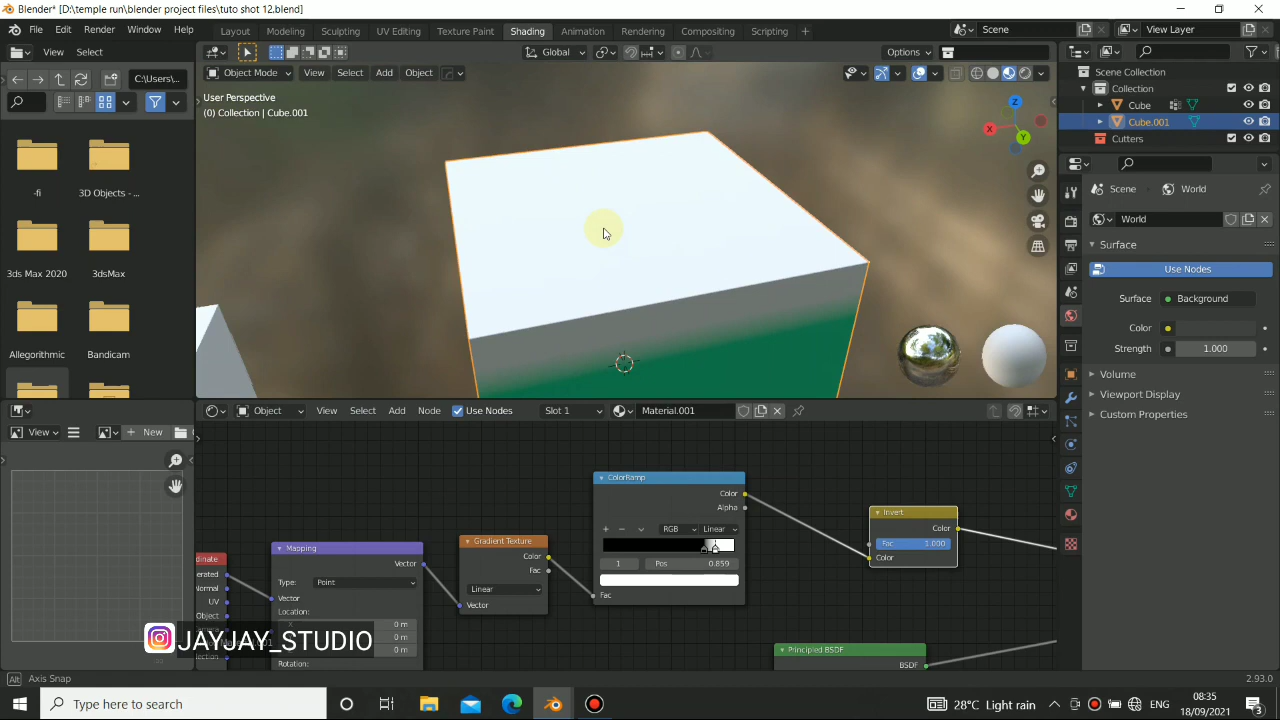 Blender* [D:\temple run\blender project files\tuto shot 12.blend]
File Edit Render Window Help Layout Modeling Sculpting UV Editing Texture Paint Shading Animation Rendering Compositing Scripting + Scene View Layer
View Select Global Options
Object Mode View Select Add Object
C:\Users\...
User Perspective
(0) Collection | Cube.001
Z
X
Y
Scene Collection
Collection
Cube
Cube.001
Cutters
-fi 3D Objects - ...
3ds Max 2020 3dsMax
Allegorithmic Bandicam
Scene World
World
Surface
Use Nodes
Surface Background
Color
Strength 1.000
Volume
Viewport Display
Custom Properties
View New
Object View Select Add Node Use Nodes Slot 1 Material.001
dinate
erated
Normal
UV
Object
lection
Mapping
Vector
Type: Point
Vector
Location:
X 0 m
0 m
0 m
Rotation:
Gradient Texture
Color
Fac
Linear
Vector
ColorRamp
Color
Alpha
RGB Linear
1 Pos 0.859
Fac
Invert
Color
Fac 1.000
Color
Principled BSDF
BSDF
JAYJAY_STUDIO
Alt Axis Snap 2.93.0
Type here to search 28°C Light rain ENG 08:35
18/09/2021
3